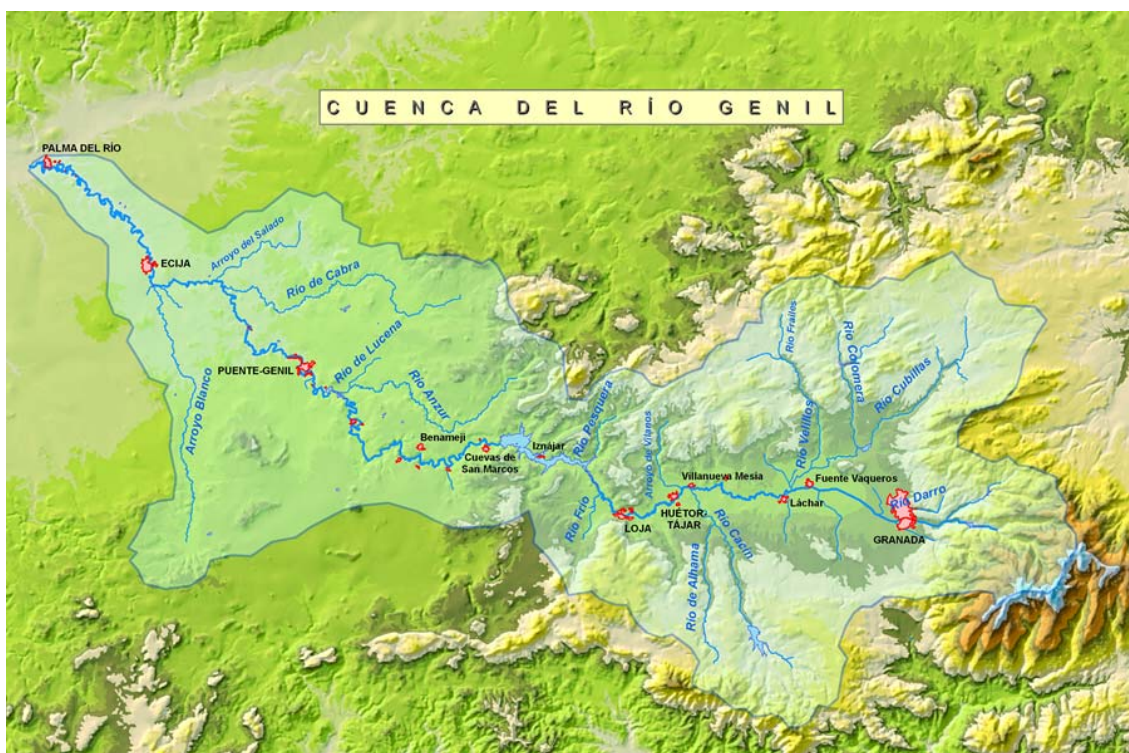 CUENCA DEL RÍO GENIL
PALMA DEL RÍO
ECIJA
Arroyo del Salado
Río de Cabra
Río de Lucena
PUENTE-GENIL
Río Anzur
Arroyo Blanco
Benamejí
Cuevas de
San Marcos
Iznájar
Río Pesquera
Río Frío
LOJA
Arroyo de Vilanos
HUÉTOR-
TÁJAR
Villanueva Mesía
Río de Alhama
Río Cacín
Río Frailes
Río Colomera
Río Cubillas
Río Velillos
Fuente Vaqueros
Láchar
Río Darro
GRANADA